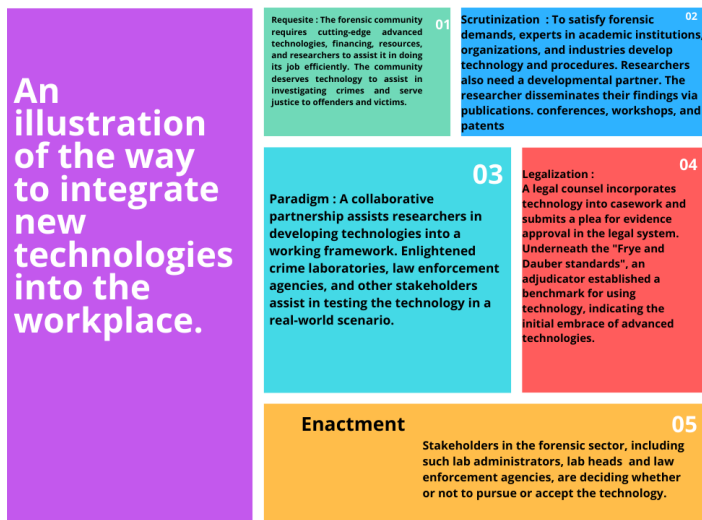 An
illustration
of the way
to integrate
new
technologies
into the
workplace.
01
Requesite : The forensic community
requires cutting-edge advanced
technologies, financing, resources,
and researchers to assist it in doing
its job efficiently. The community
deserves technology to assist in
investigating crimes and serve
justice to offenders and victims.
02
Scrutinization : To satisfy forensic
demands, experts in academic institutions,
organizations, and industries develop
technology and procedures. Researchers
also need a developmental partner. The
researcher disseminates their findings via
publications. conferences, workshops, and
patents
03
Paradigm : A collaborative
partnership assists researchers in
developing technologies into a
working framework. Enlightened
crime laboratories, law enforcement
agencies, and other stakeholders
assist in testing the technology in a
real-world scenario.
04
Legalization :
A legal counsel incorporates
technology into casework and
submits a plea for evidence
approval in the legal system.
Underneath the "Frye and
Dauber standards", an
adjudicator established a
benchmark for using
technology, indicating the
initial embrace of advanced
technologies.
Enactment
05
Stakeholders in the forensic sector, including
such lab administrators, lab heads and law
enforcement agencies, are deciding whether
or not to pursue or accept the technology.